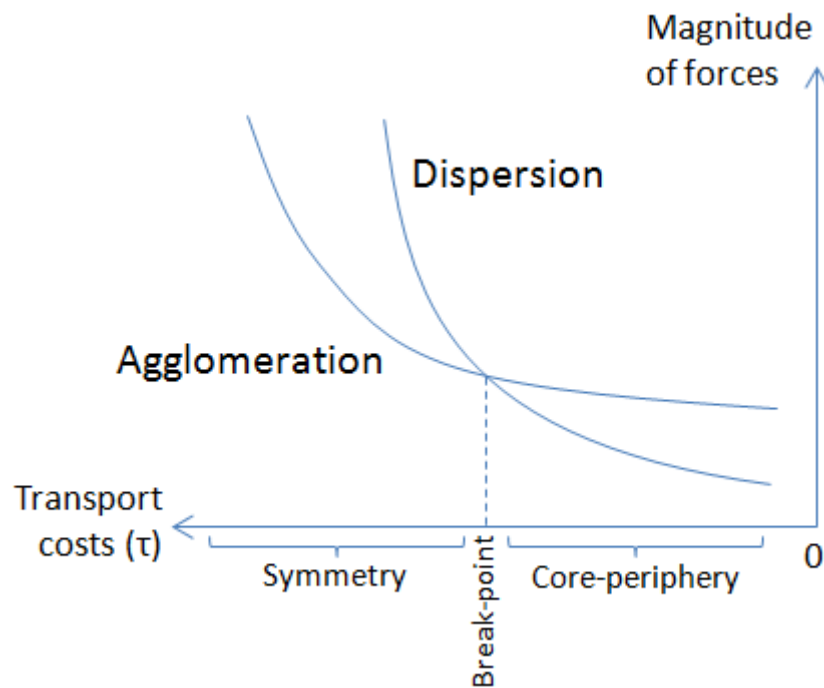 Magnitude
of forces
Dispersion
Agglomeration
Transport
costs (τ)
0
Symmetry
Break-point
Core-periphery